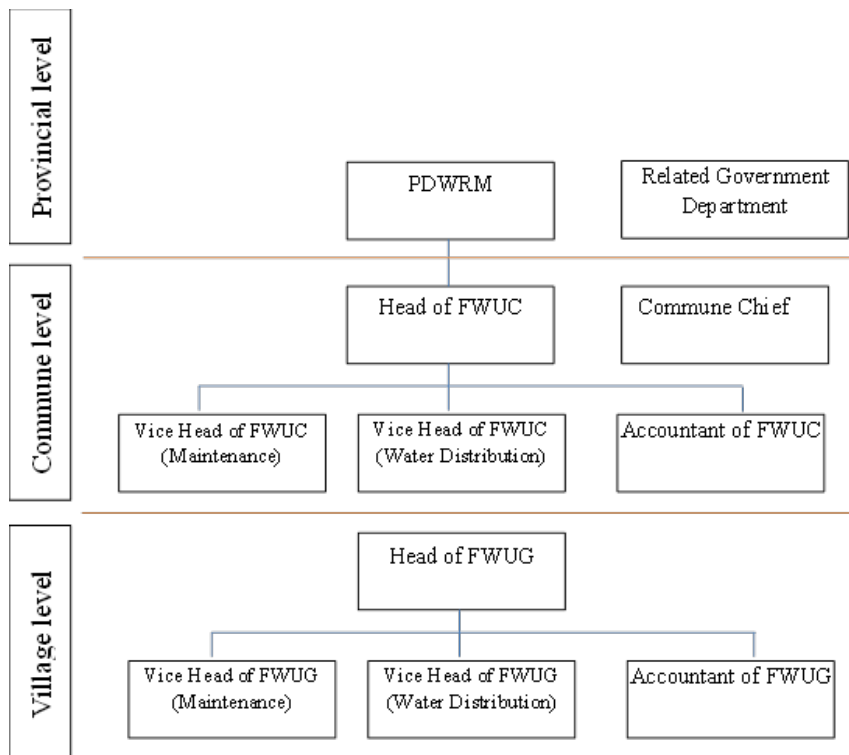 Provincial level
PDWRM
Related Government
Department
Commune level
Head of FWUC
Commune Chief
Vice Head of FWUC
(Maintenance)
Vice Head of FWUC
(Water Distribution)
Accountant of FWUC
Village level
Head of FWUG
Vice Head of FWUG
(Maintenance)
Vice Head of FWUG
(Water Distribution)
Accountant of FWUG